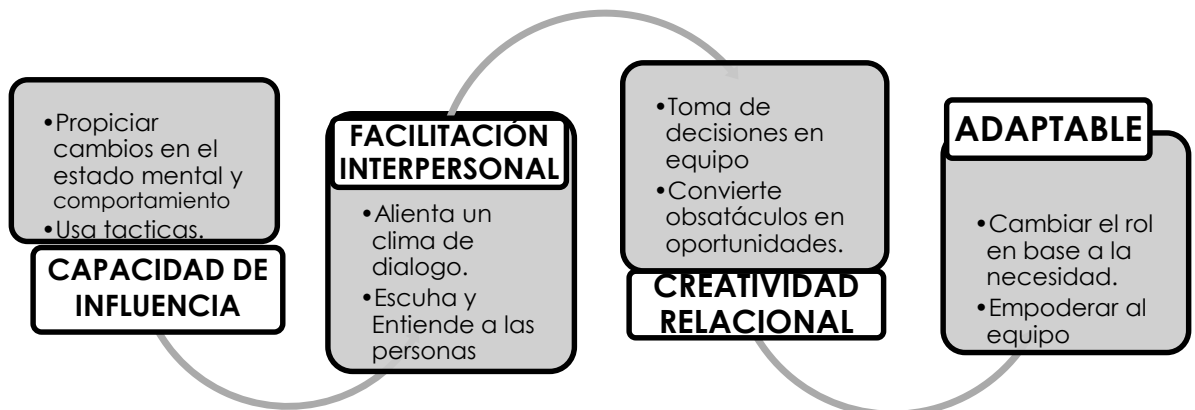 •Propiciar
cambios en el
estado mental y
comportamiento
•Usa tacticas.
CAPACIDAD DE
INFLUENCIA
FACILITACIÓN
INTERPERSONAL
•Alienta un
clima de
dialogo.
•Escuha y
Entiende a las
personas
•Toma de
decisiones en
equipo
•Convierte
obsatáculos en
oportunidades.
CREATIVIDAD
RELACIONAL
ADAPTABLE
•Cambiar el rol
en base a la
necesidad.
•Empoderar al
equipo